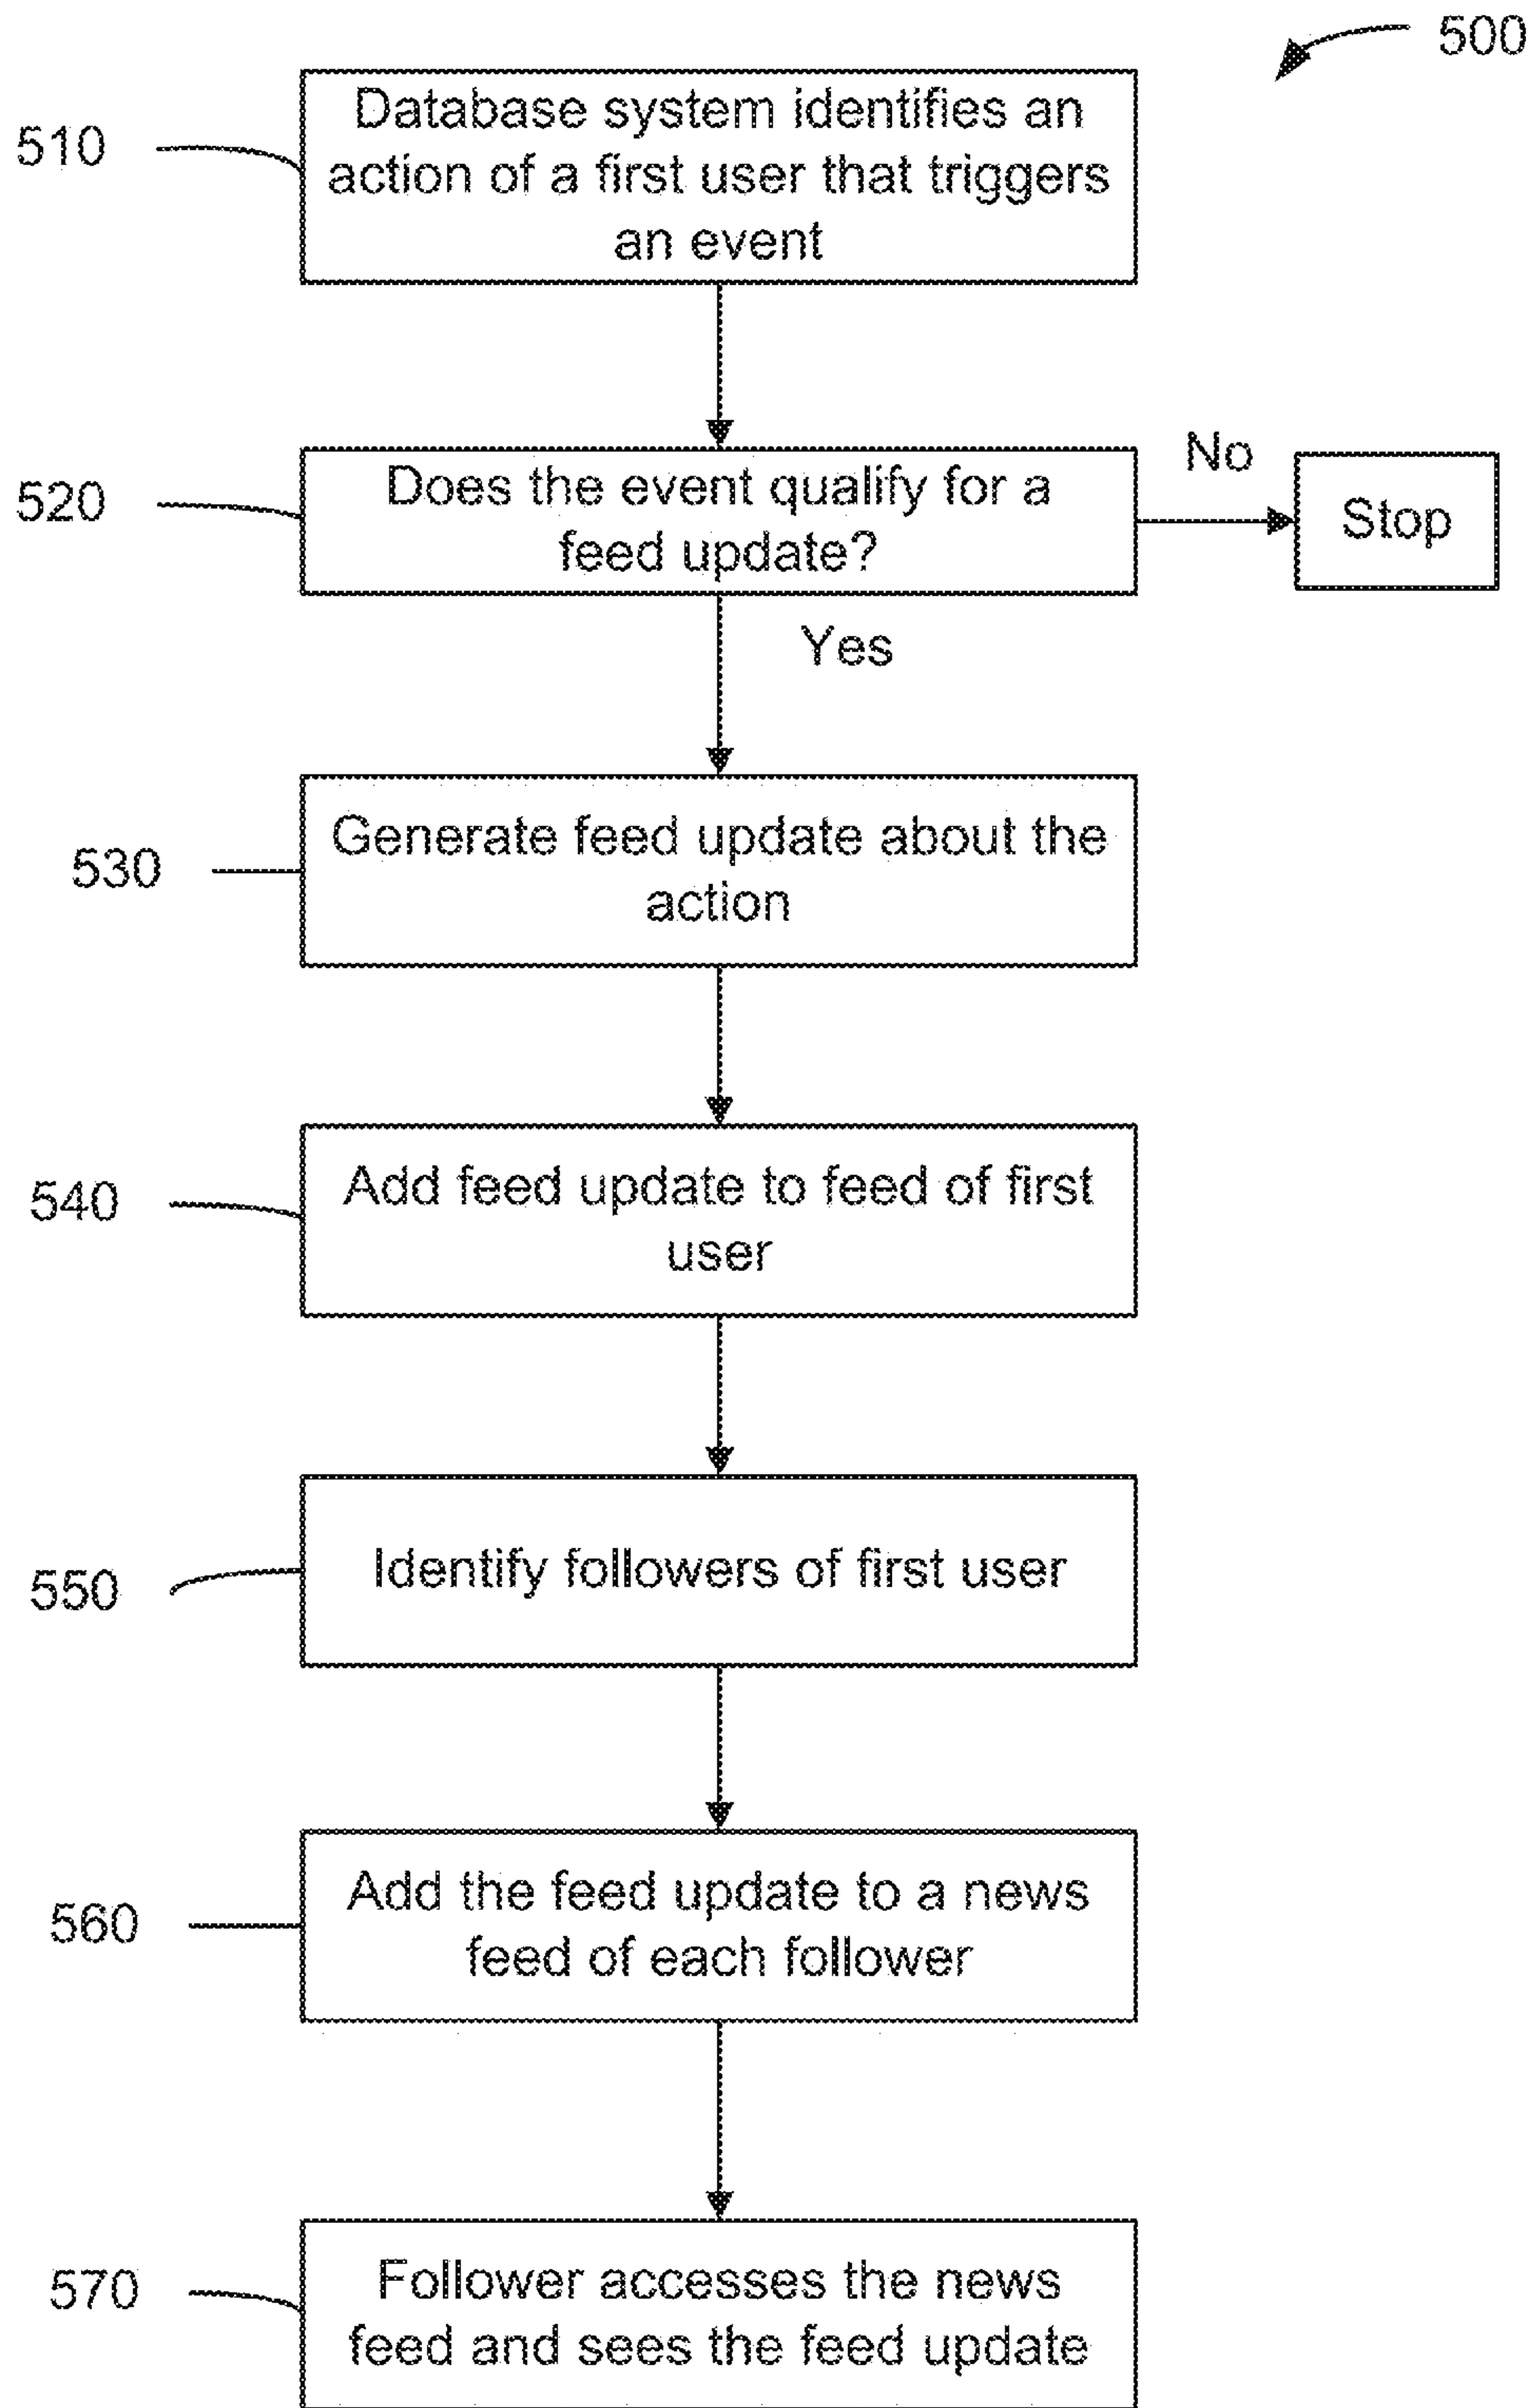 500
510
Database system identifies an
action of a first user that triggers
an event
520
Does the event qualify for a
feed update?
No
Stop
Yes
530
Generate feed update about the
action
540
Add feed update to feed of first
user
550
Identify followers of first user
560
Add the feed update to a news
feed of each follower
570
Follower accesses the news
feed and sees the feed update